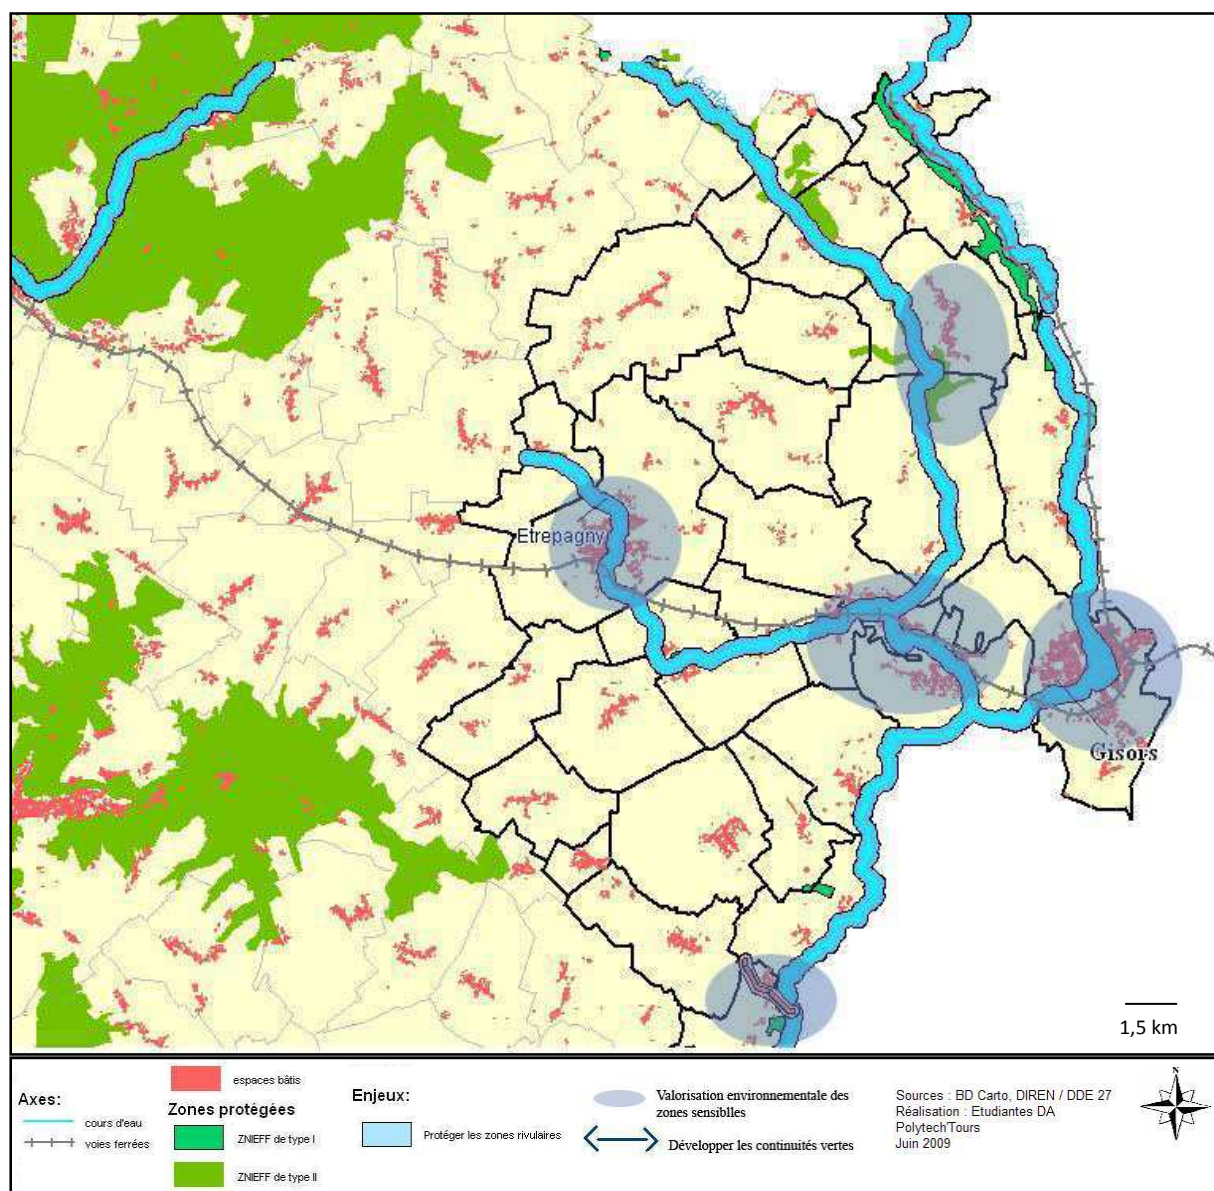 Etrepagny
Gisors
1,5 km
Axes:
cours d'eau
voies ferrées
espaces bâtis
Zones protégées
ZNIEFF de type I
ZNIEFF de type II
Enjeux:
Protéger les zones rivulaires
Valorisation environnementale des
zones sensiblles
Développer les continuités vertes
Sources : BD Carto, DIREN / DDE 27
Réalisation : Etudiantes DA
Polytech'Tours
Juin 2009
N